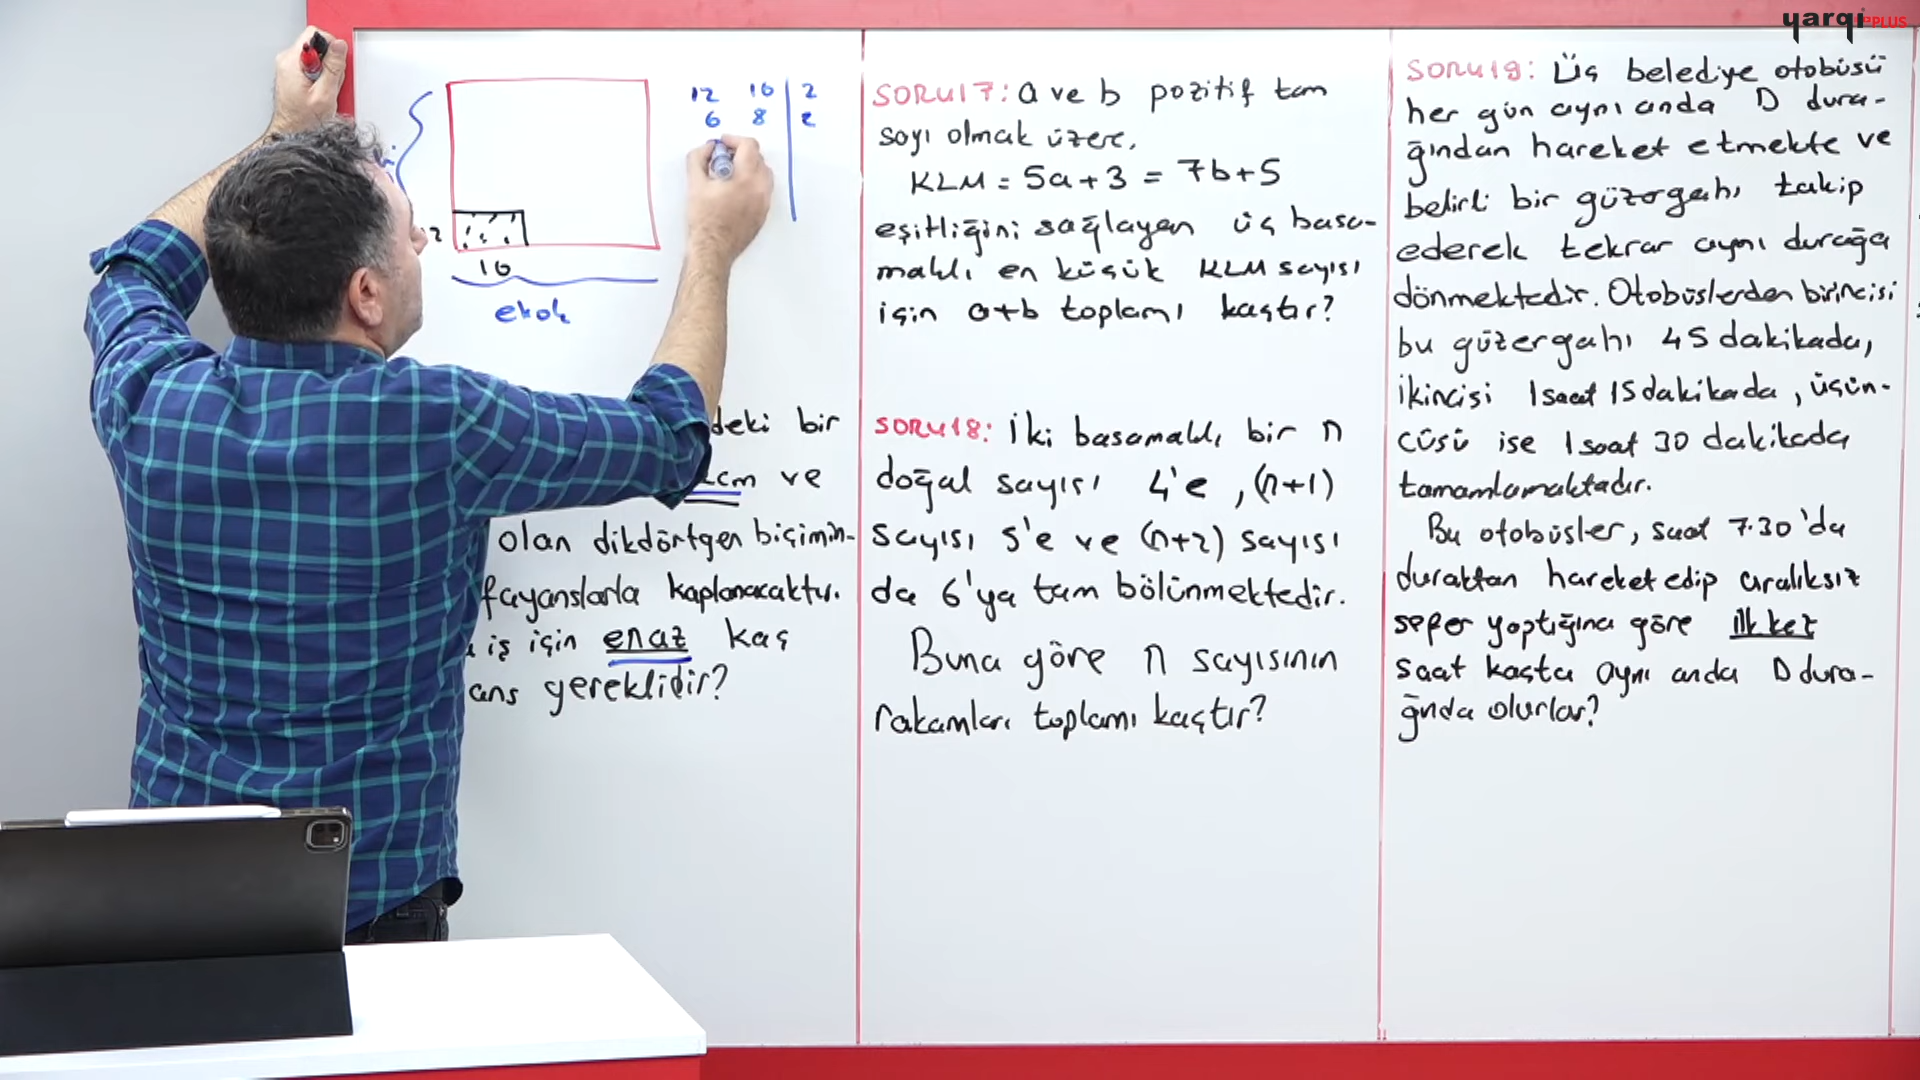 yarqı PPLUS
12 16 2
6 8 2
16
ekok
deki bir
cm ve
olan dikdörtgen biçimin-
fayanslarla kaplanacaktır.
iş için en az kaç
ans gereklidir?
SORU17: a ve b pozitif tam
sayı olmak üzere,
KLM = 5a+3 = 7b+5
eşitliğini sağlayan üç basa-
maklı en küçük KLM sayısı
için a+b toplamı kaçtır?
SORU18: İki basamaklı bir n
doğal sayısı 4'e, (n+1)
sayısı 5'e ve (n+2) sayısı
da 6'ya tam bölünmektedir.
Buna göre n sayısının
rakamları toplamı kaçtır?
SORU19: Üç belediye otobüsü
her gün aynı anda D dura-
ğından hareket etmekte ve
belirli bir güzergahı takip
ederek tekrar aynı durağa
dönmektedir. Otobüslerden birincisi
bu güzergahı 45 dakikada,
ikincisi 1 saat 15 dakikada, üçün-
cüsü ise 1 saat 30 dakikada
tamamlamaktadır.
Bu otobüsler, saat 7.30'da
duraktan hareket edip aralıksız
sefer yaptığına göre ilk kez
saat kaçta aynı anda D dura-
ğında olurlar?